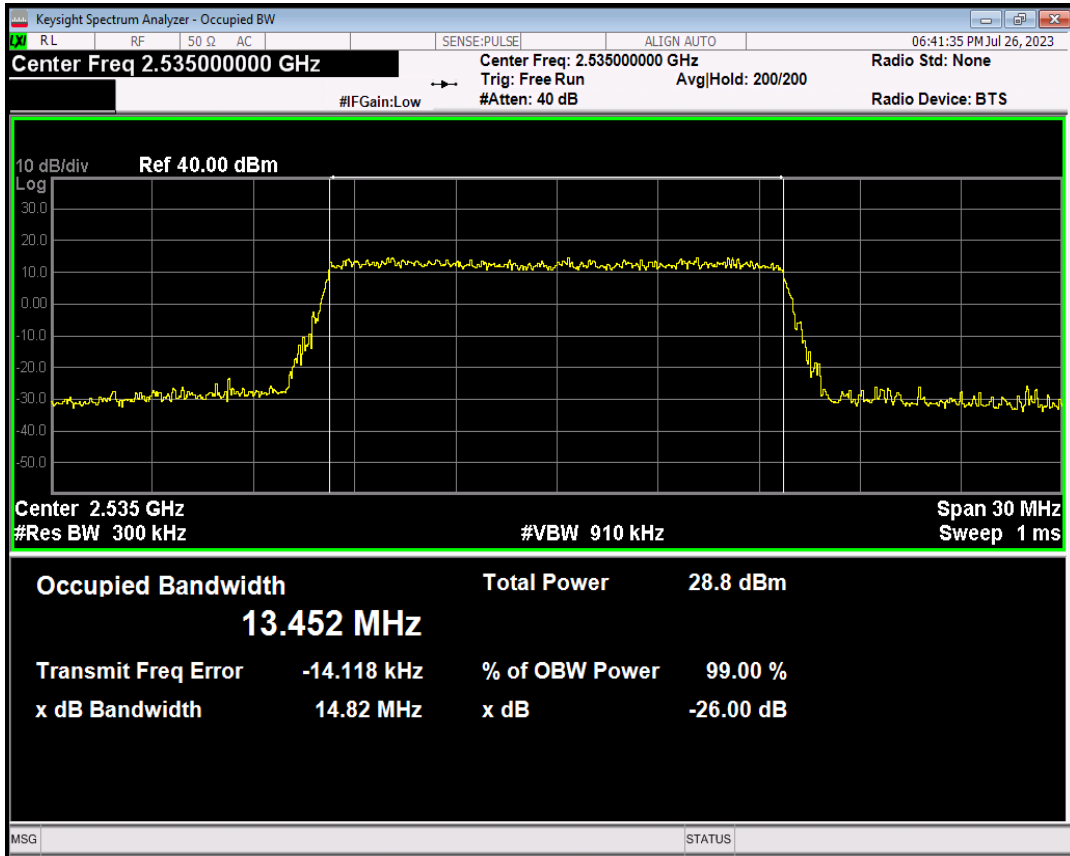 Keysight Spectrum Analyzer - Occupied BW
LXI RL RF 50 Ω AC SENSE:PULSE ALIGN AUTO 06:41:35 PM Jul 26, 2023
Center Freq 2.535000000 GHz Center Freq: 2.535000000 GHz Radio Std: None
Trig: Free Run Avg|Hold: 200/200
#IFGain:Low #Atten: 40 dB Radio Device: BTS
10 dB/div Ref 40.00 dBm
Log
30.0
20.0
10.0
0.00
-10.0
-20.0
-30.0
-40.0
-50.0
Center 2.535 GHz Span 30 MHz
#Res BW 300 kHz #VBW 910 kHz Sweep 1 ms
Occupied Bandwidth Total Power 28.8 dBm
13.452 MHz
Transmit Freq Error -14.118 kHz % of OBW Power 99.00 %
x dB Bandwidth 14.82 MHz x dB -26.00 dB
MSG STATUS